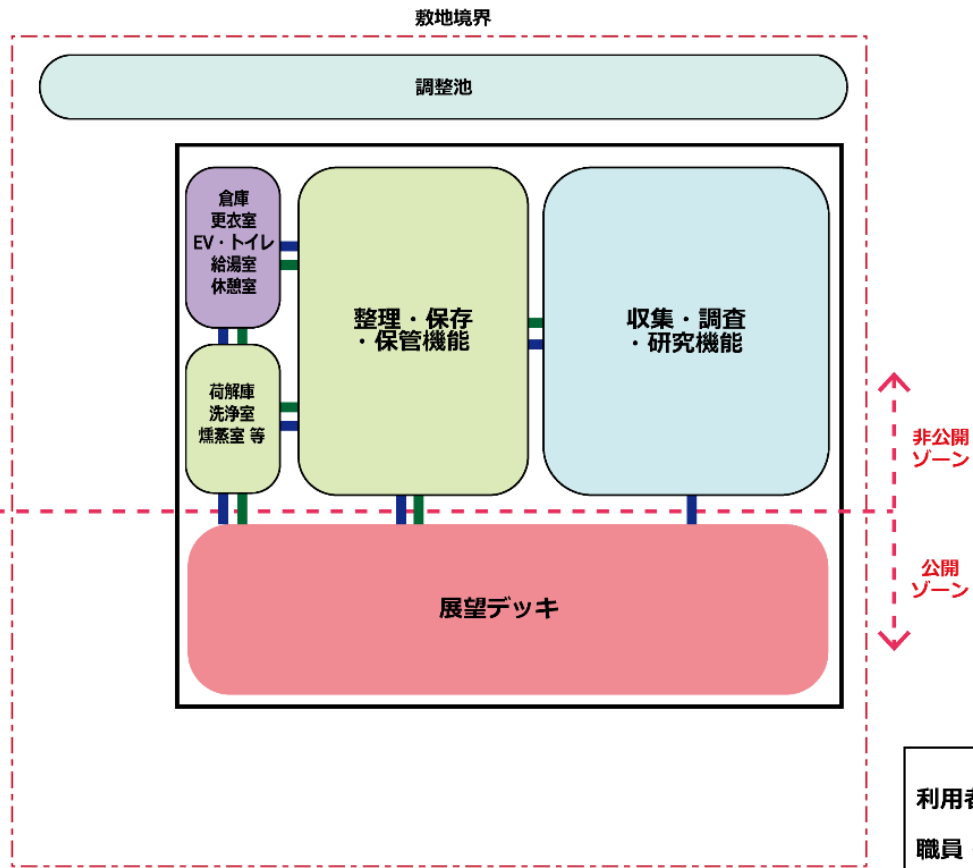 敷地境界
調整池
倉庫
更衣室
EV・トイレ
給湯室
休憩室
整理・保存
・保管機能
収集・調査
・研究機能
荷解庫
洗浄室
燻蒸室 等
非公開
ゾーン
公開
ゾーン
展望デッキ
利用者
職員